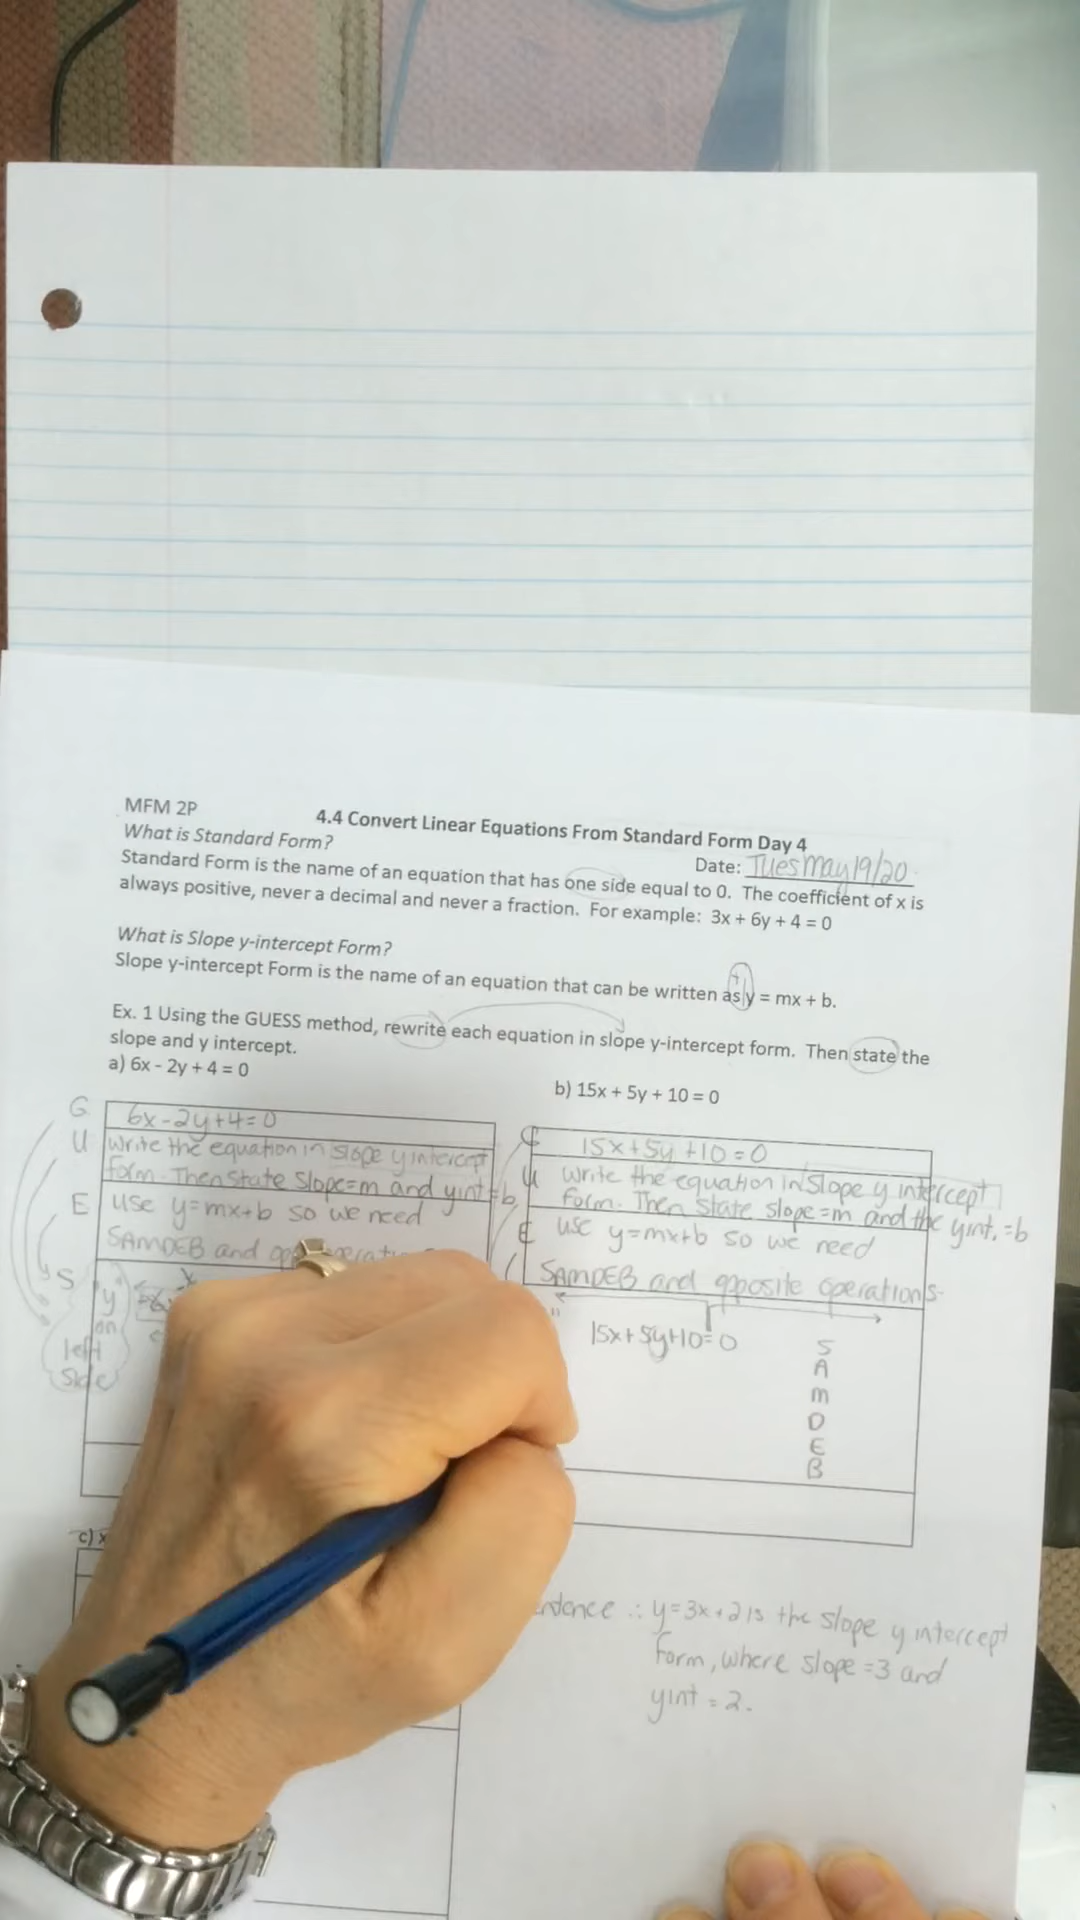 MFM 2P
4.4 Convert Linear Equations From Standard Form Day 4
What is Standard Form?
Date: Tues May 19/20
Standard Form is the name of an equation that has one side equal to 0. The coefficient of x is
always positive, never a decimal and never a fraction. For example: 3x + 6y + 4 = 0
What is Slope y-intercept Form?
Slope y-intercept Form is the name of an equation that can be written as y = mx + b.
Ex. 1 Using the GUESS method, rewrite each equation in slope y-intercept form. Then state the
slope and y intercept.
a) 6x - 2y + 4 = 0
b) 15x + 5y + 10 = 0
G 6x-2y+4=0
U Write the equation in slope y intercept
form. Then state slope=m and yint=b
E use y=mx+b so we need
SAMDEB and
S
y
on
left
side
G 15x+5y+10=0
U write the equation in slope y intercept
form. Then state slope=m and the yint.=b
E use y=mx+b so we need
SAMDEB and opposite operations
15x+5y+10=0
S
A
M
D
E
B
c) x
∴ y=3x+2 is the slope y intercept
form, where slope=3 and
yint=2.